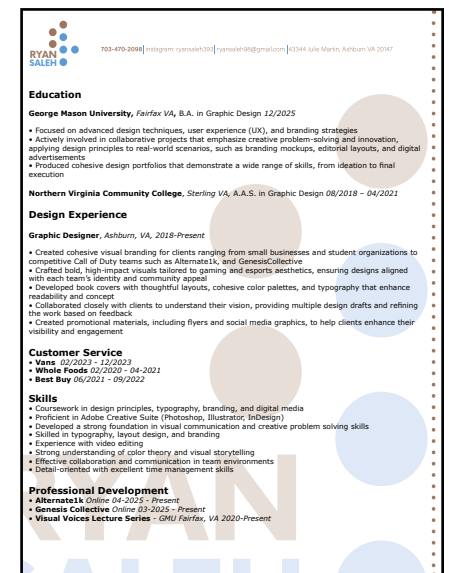 RYAN
SALEH
703-470-2098| instagram: ryansaleh393| ryansaleh98@gmail.com |43344 Julie Martin, Ashburn VA 20147
Education
George Mason University, Fairfax VA, B.A. in Graphic Design 12/2025
• Focused on advanced design techniques, user experience (UX), and branding strategies
• Actively involved in collaborative projects that emphasize creative problem-solving and innovation,
applying design principles to real-world scenarios, such as branding mockups, editorial layouts, and digital
advertisements
• Produced cohesive design portfolios that demonstrate a wide range of skills, from ideation to final
execution
Northern Virginia Community College, Sterling VA, A.A.S. in Graphic Design 08/2018 – 04/2021
Design Experience
Graphic Designer, Ashburn, VA, 2018-Present
• Created cohesive visual branding for clients ranging from small businesses and student organizations to
competitive Call of Duty teams such as Alternate1k, and GenesisCollective
• Crafted bold, high-impact visuals tailored to gaming and esports aesthetics, ensuring designs aligned
with each team's identity and community appeal
• Developed book covers with thoughtful layouts, cohesive color palettes, and typography that enhance
readability and concept
• Collaborated closely with clients to understand their vision, providing multiple design drafts and refining
the work based on feedback
• Created promotional materials, including flyers and social media graphics, to help clients enhance their
visibility and engagement
Customer Service
• Vans 02/2023 - 12/2023
• Whole Foods 02/2020 - 04-2021
• Best Buy 06/2021 - 09/2022
Skills
• Coursework in design principles, typography, branding, and digital media
• Proficient in Adobe Creative Suite (Photoshop, Illustrator, InDesign)
• Developed a strong foundation in visual communication and creative problem solving skills
• Skilled in typography, layout design, and branding
• Experience with video editing
• Strong understanding of color theory and visual storytelling
• Effective collaboration and communication in team environments
• Detail-oriented with excellent time management skills
Professional Development
• Alternate1k Online 04-2025 - Present
• Genesis Collective Online 03-2025 - Present
• Visual Voices Lecture Series - GMU Fairfax, VA 2020-Present
RYAN
SALEH